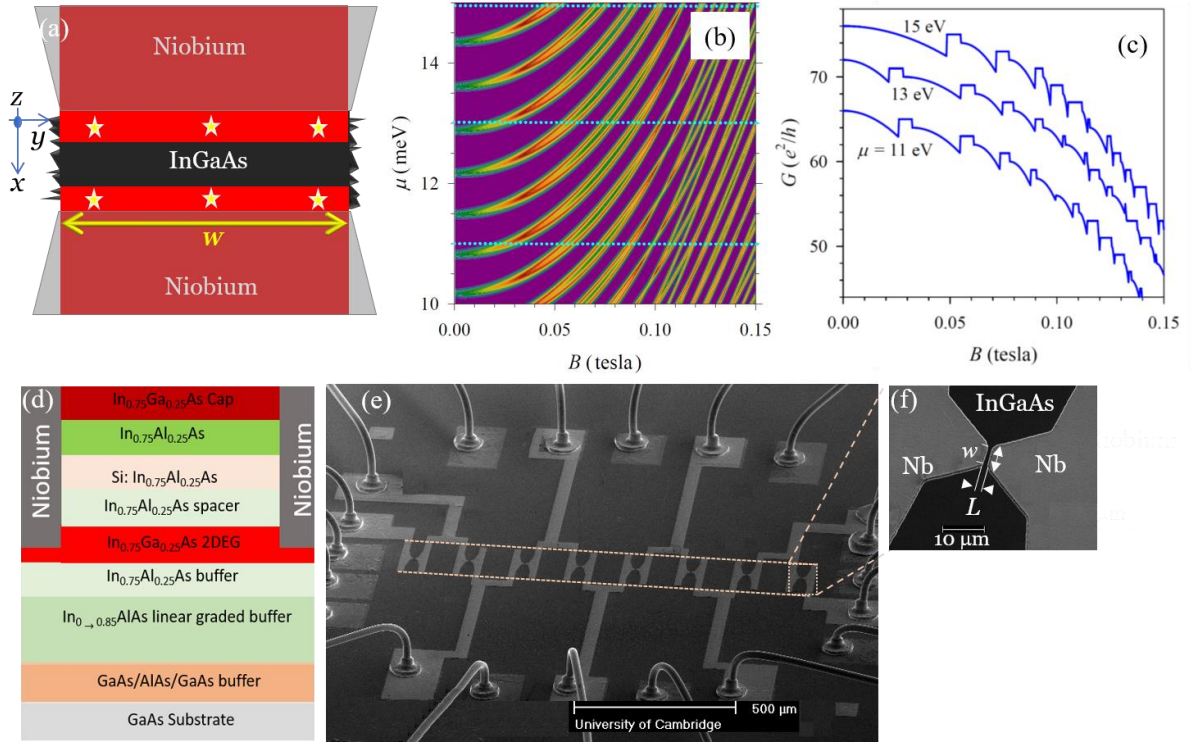 (a)
Niobium
z
y
x
InGaAs
w
Niobium
(b)
μ (meV)
14
13
12
11
10
0.00 0.05 0.10 0.15
B (tesla)
(c)
G (e²/h)
70
60
50
15 eV
13 eV
μ = 11 eV
0.00 0.05 0.10 0.15
B (tesla)
(d)
Niobium
Niobium
In0.75Ga0.25As Cap
In0.75Al0.25As
Si: In0.75Al0.25As
In0.75Al0.25As spacer
In0.75Ga0.25As 2DEG
In0.75Al0.25As buffer
In0→0.85AlAs linear graded buffer
GaAs/AlAs/GaAs buffer
GaAs Substrate
(e)
500 μm
University of Cambridge
(f)
InGaAs
w
Nb
Nb
L
10 μm